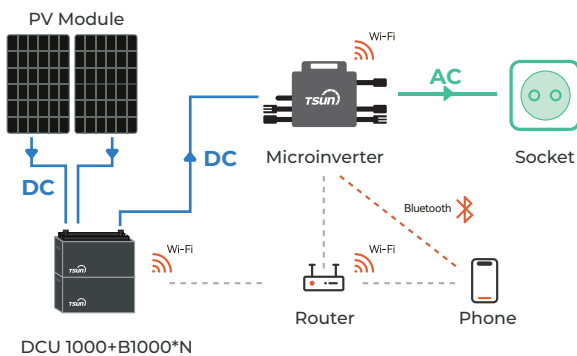 PV Module
Wi-Fi
TSUN
AC
DC
DC
Microinverter
Socket
Bluetooth
Wi-Fi
Wi-Fi
TSUN
TSUN
Router
Phone
DCU 1000+B1000*N